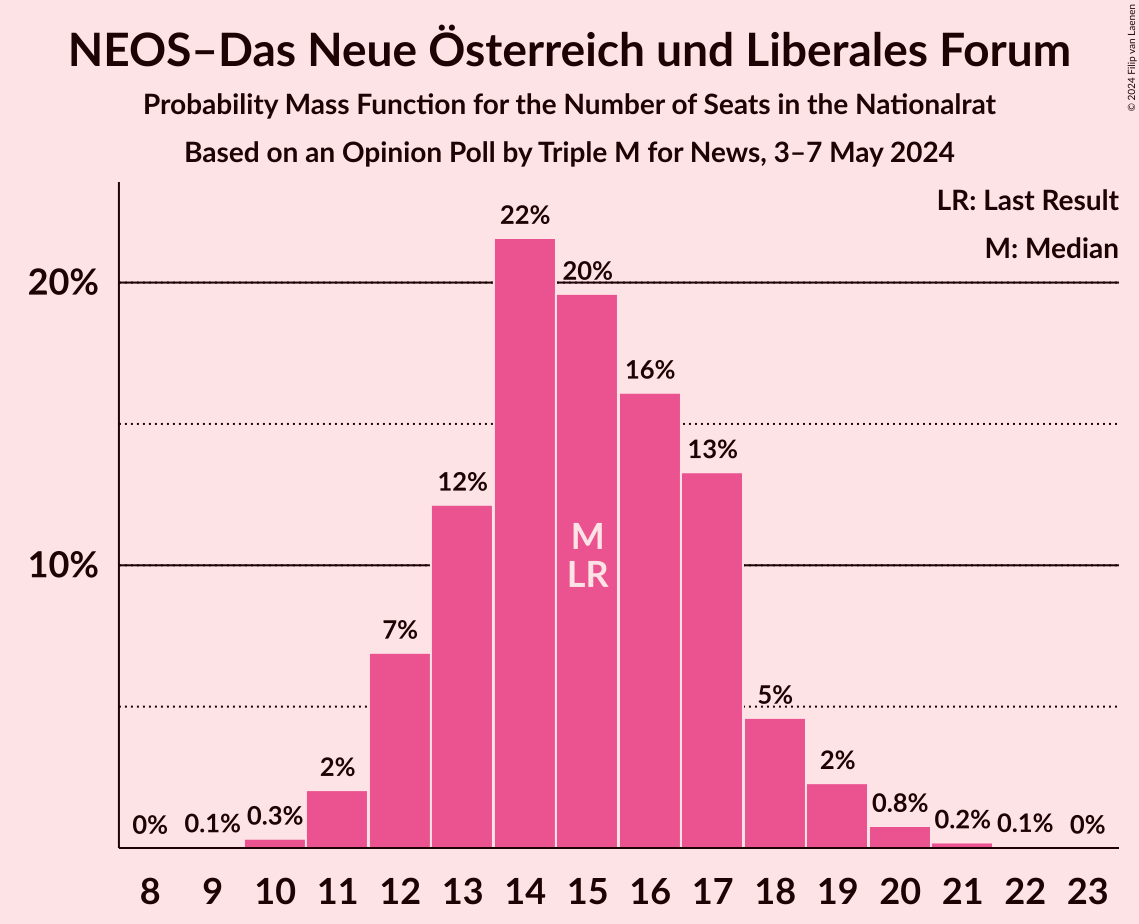 NEOS–Das Neue Österreich und Liberales Forum
Probability Mass Function for the Number of Seats in the Nationalrat
Based on an Opinion Poll by Triple M for News, 3–7 May 2024
© 2024 Filip van Laenen
LR: Last Result
M: Median
20%
10%
0% 0.1% 0.3% 2% 7% 12% 22% 20% 16% 13% 5% 2% 0.8% 0.2% 0.1% 0%
M
LR
8 9 10 11 12 13 14 15 16 17 18 19 20 21 22 23